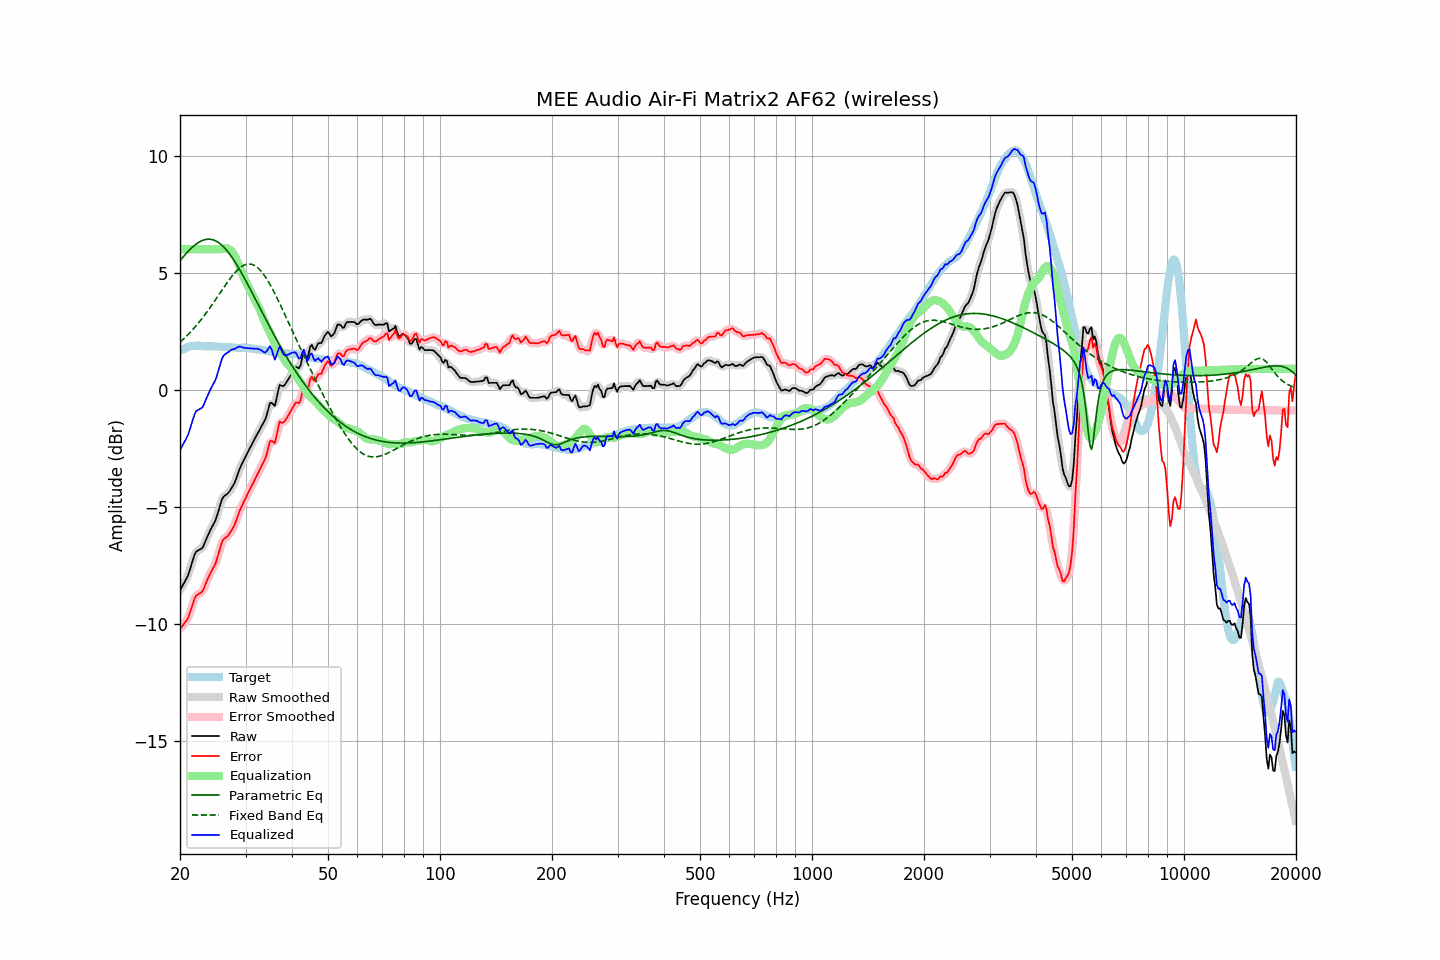 MEE Audio Air-Fi Matrix2 AF62 (wireless)
10
5
0
−5
−10
−15
Amplitude (dBr)
Target
Raw Smoothed
Error Smoothed
Raw
Error
Equalization
Parametric Eq
Fixed Band Eq
Equalized
20 50 100 200 500 1000 2000 5000 10000 20000
Frequency (Hz)